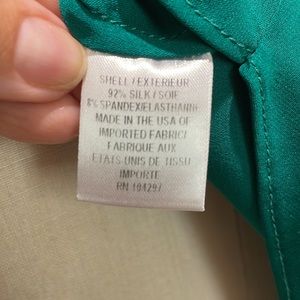 SHELL/EXTERIEUR
92% SILK/SOIE
8% SPANDEX/ELASTHANNE
MADE IN THE USA OF
IMPORTED FABRIC/
FABRIQUE AUX
ETATS UNIS DE TISSU
IMPORTE
RN 104297